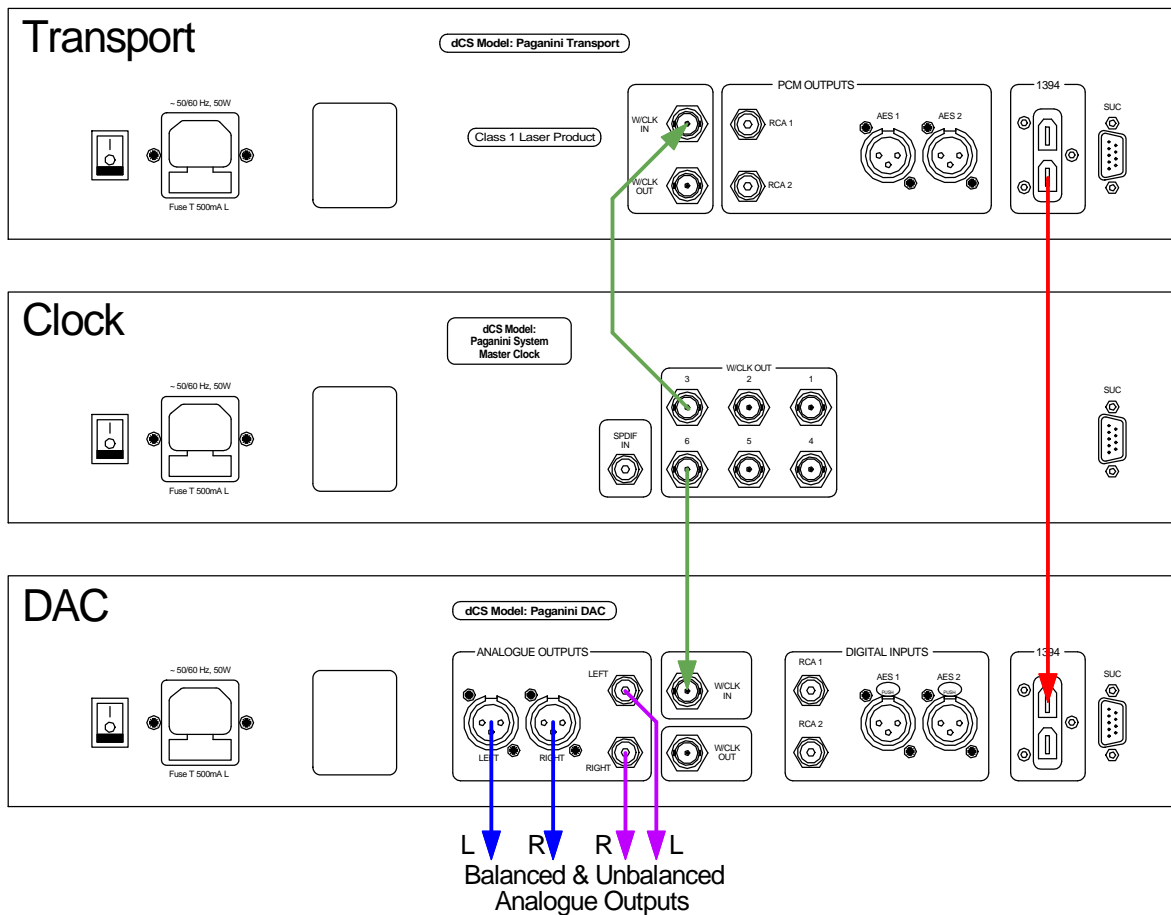 Transport
dCS Model: Paganini Transport
~ 50/60 Hz, 50W
Fuse T 500mA L
Class 1 Laser Product
W/CLK
IN
W/CLK
OUT
PCM OUTPUTS
RCA 1
RCA 2
AES 1
AES 2
1394
SUC
Clock
dCS Model:
Paganini System
Master Clock
~ 50/60 Hz, 50W
Fuse T 500mA L
SPDIF
IN
W/CLK OUT
3
2
1
6
5
4
SUC
DAC
dCS Model: Paganini DAC
~ 50/60 Hz, 50W
Fuse T 500mA L
ANALOGUE OUTPUTS
LEFT
RIGHT
LEFT
RIGHT
W/CLK
IN
W/CLK
OUT
DIGITAL INPUTS
RCA 1
RCA 2
AES 1
AES 2
PUSH
PUSH
1394
SUC
L
R
R
L
Balanced & Unbalanced
Analogue Outputs